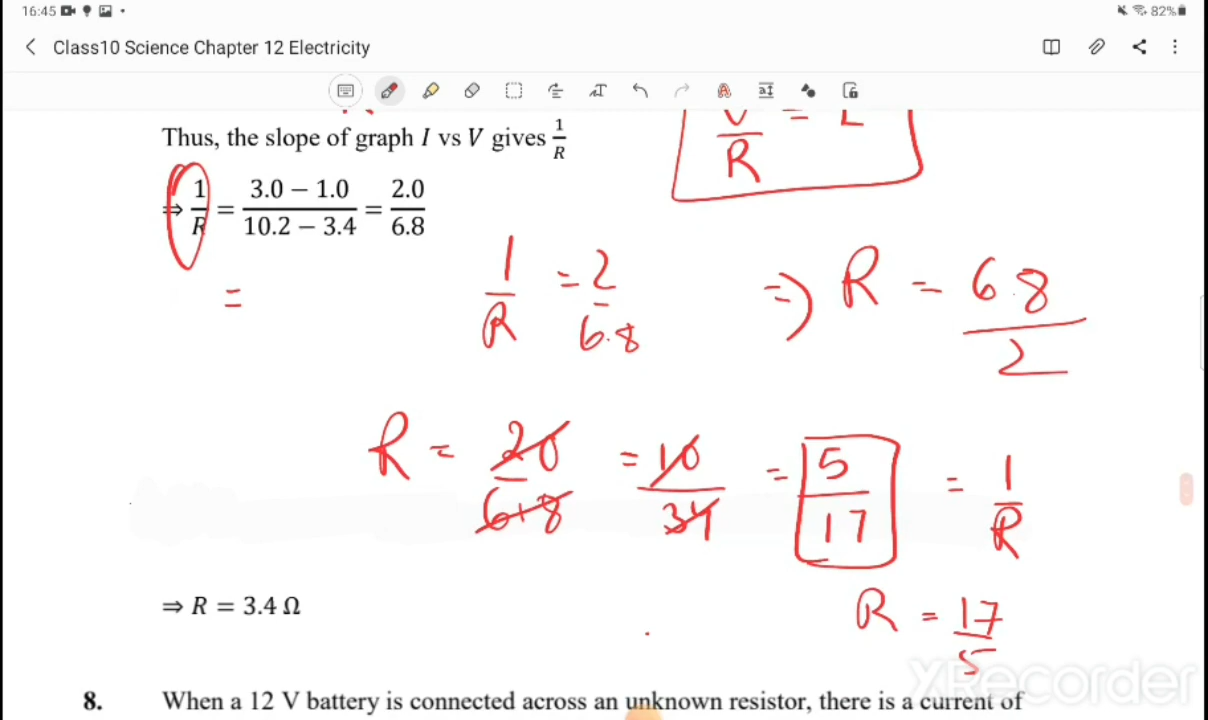 16:45 82%
Class10 Science Chapter 12 Electricity
V/R = I
Thus, the slope of graph I vs V gives 1/R
⇒ 1/R = (3.0 − 1.0)/(10.2 − 3.4) = 2.0/6.8
= 1/R = 2/6.8 ⇒ R = 6.8/2
R = 20/6+8 = 10/34 = 5/17 = 1/R
⇒ R = 3.4 Ω
R = 17/5
XRecorder
8. When a 12 V battery is connected across an unknown resistor, there is a current of